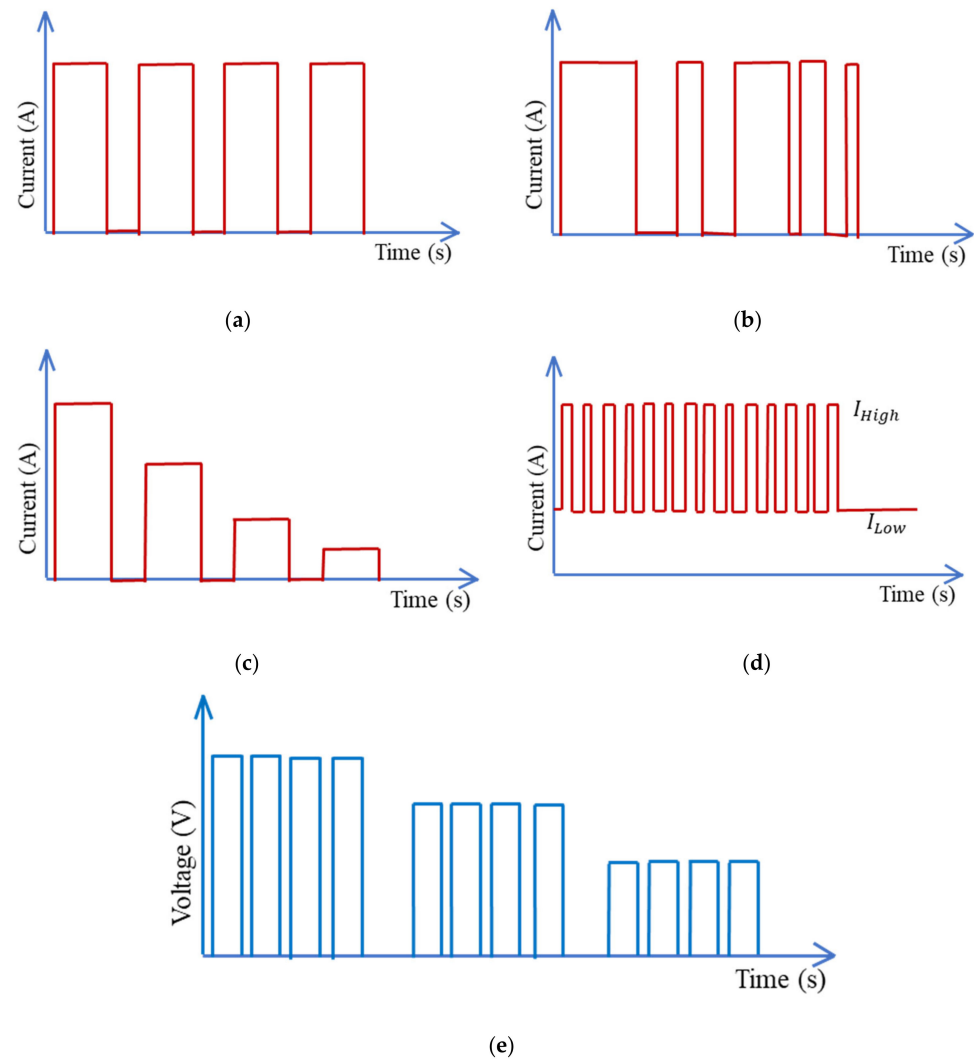 Current (A)
Time (s)
(a)
Current (A)
Time (s)
(b)
Current (A)
Time (s)
(c)
Current (A)
I_High
I_Low
Time (s)
(d)
Voltage (V)
Time (s)
(e)